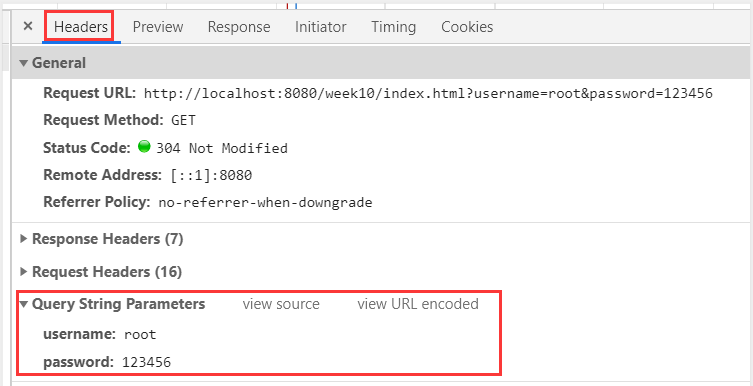 × Headers Preview Response Initiator Timing Cookies
▼ General
Request URL: http://localhost:8080/week10/index.html?username=root&password=123456
Request Method: GET
Status Code: 304 Not Modified
Remote Address: [::1]:8080
Referrer Policy: no-referrer-when-downgrade
▶ Response Headers (7)
▶ Request Headers (16)
▼ Query String Parameters view source view URL encoded
username: root
password: 123456